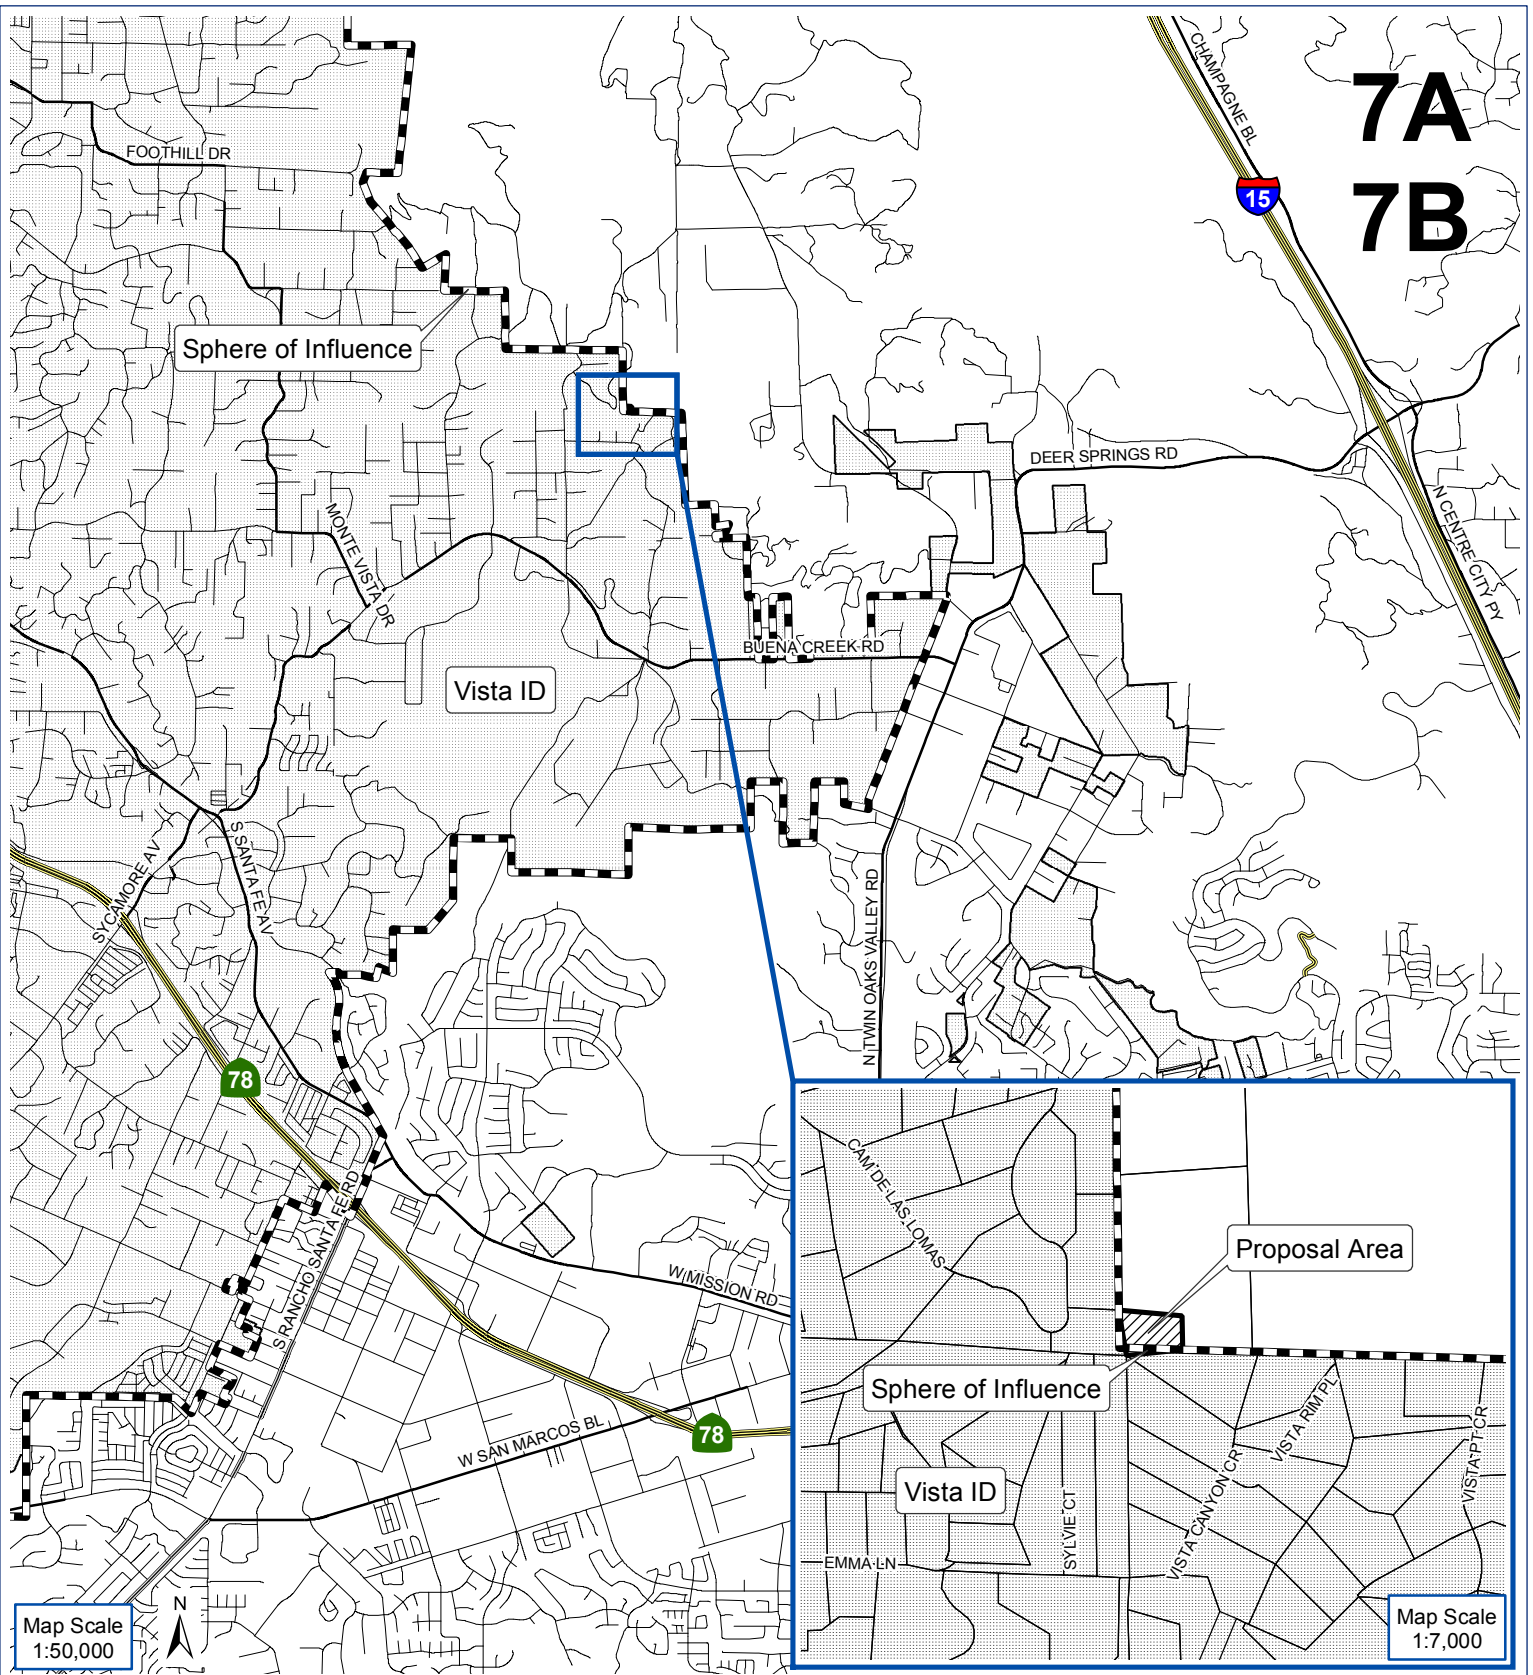 CHAMPAGNE BL
7A
15
7B
FOOTHILL DR
Sphere of Influence
DEER SPRINGS RD
N CENTRE CITY PY
MONTE VISTA DR
BUENA CREEK RD
Vista ID
SYCAMORE AV
S SANTA FE AV
N TWIN OAKS VALLEY RD
78
S RANCHO SANTA FE RD
W MISSION RD
W SAN MARCOS BL
78
CAM DE LAS LOMAS
Proposal Area
Sphere of Influence
VISTA RIM PL
VISTA PT CR
Vista ID
SYLVIE CT
VISTA CANYON CR
EMMA LN
N
Map Scale
1:50,000
Map Scale
1:7,000